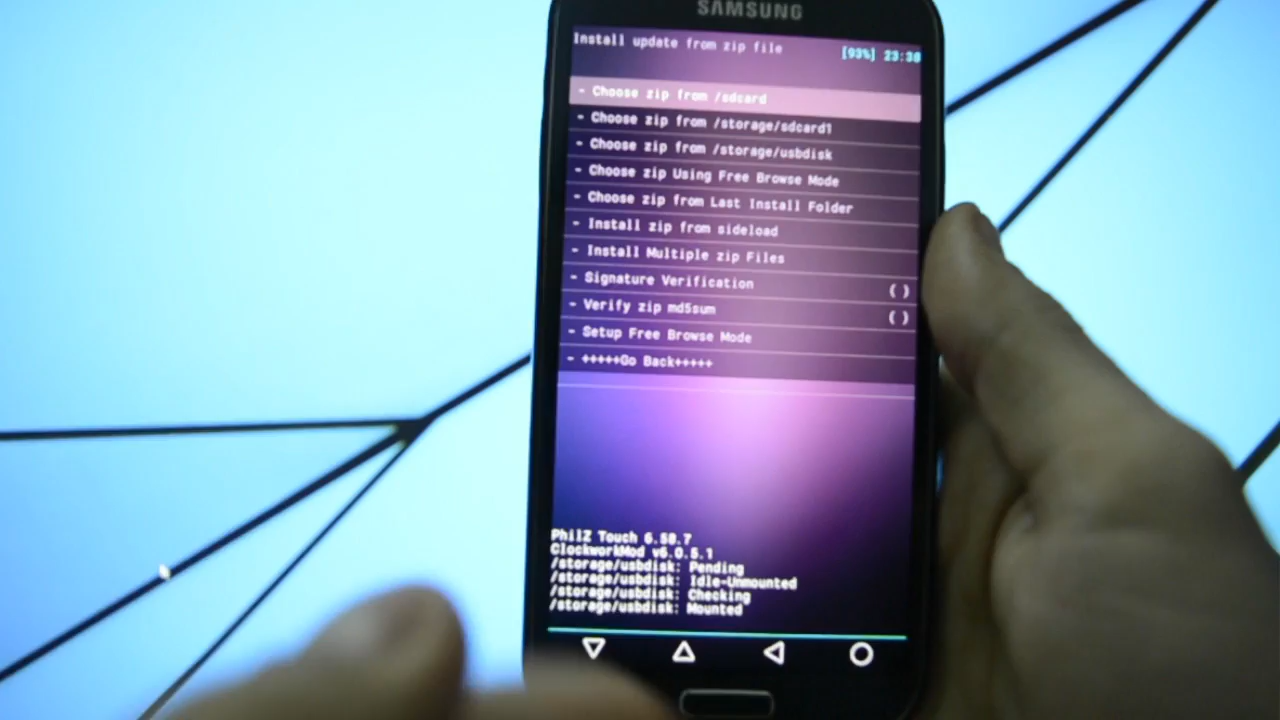 SAMSUNG
Install update from zip file
[93%] 23:30
- Choose zip from /sdcard
- Choose zip from /storage/sdcard1
- Choose zip from /storage/usbdisk
- Choose zip Using Free Browse Mode
- Choose zip from Last Install Folder
- Install zip from sideload
- Install Multiple zip Files
- Signature Verification ( )
- Verify zip md5sum ( )
- Setup Free Browse Mode
- +++++Go Back+++++
PhilZ Touch 6.50.7
ClockworkMod v6.0.5.1
/storage/usbdisk: Pending
/storage/usbdisk: Idle-Unmounted
/storage/usbdisk: Checking
/storage/usbdisk: Mounted